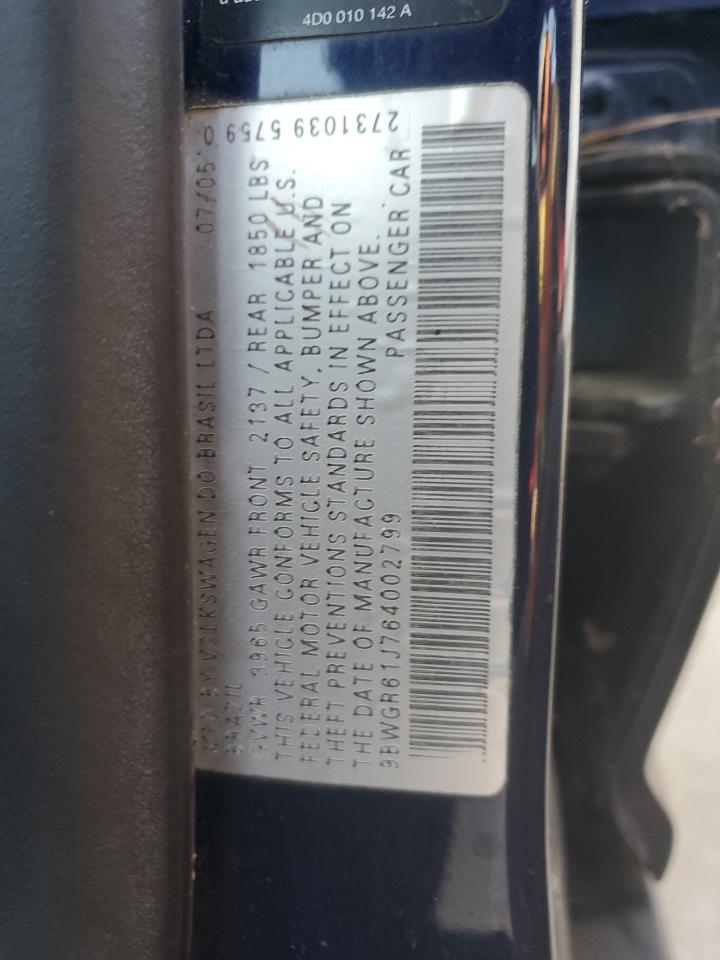 4D0 010 142 A
MFD BY VOLKSWAGEN DO BRASIL LTDA 07/05
BRAZIL
GVWR 3965 GAWR FRONT 2137 / REAR 1850 LBS
THIS VEHICLE CONFORMS TO ALL APPLICABLE U.S.
FEDERAL MOTOR VEHICLE SAFETY, BUMPER AND
THEFT PREVENTIONS STANDARDS IN EFFECT ON
THE DATE OF MANUFACTURE SHOWN ABOVE.
9BWGR61J764002799 PASSENGER CAR
2731039 5759 0